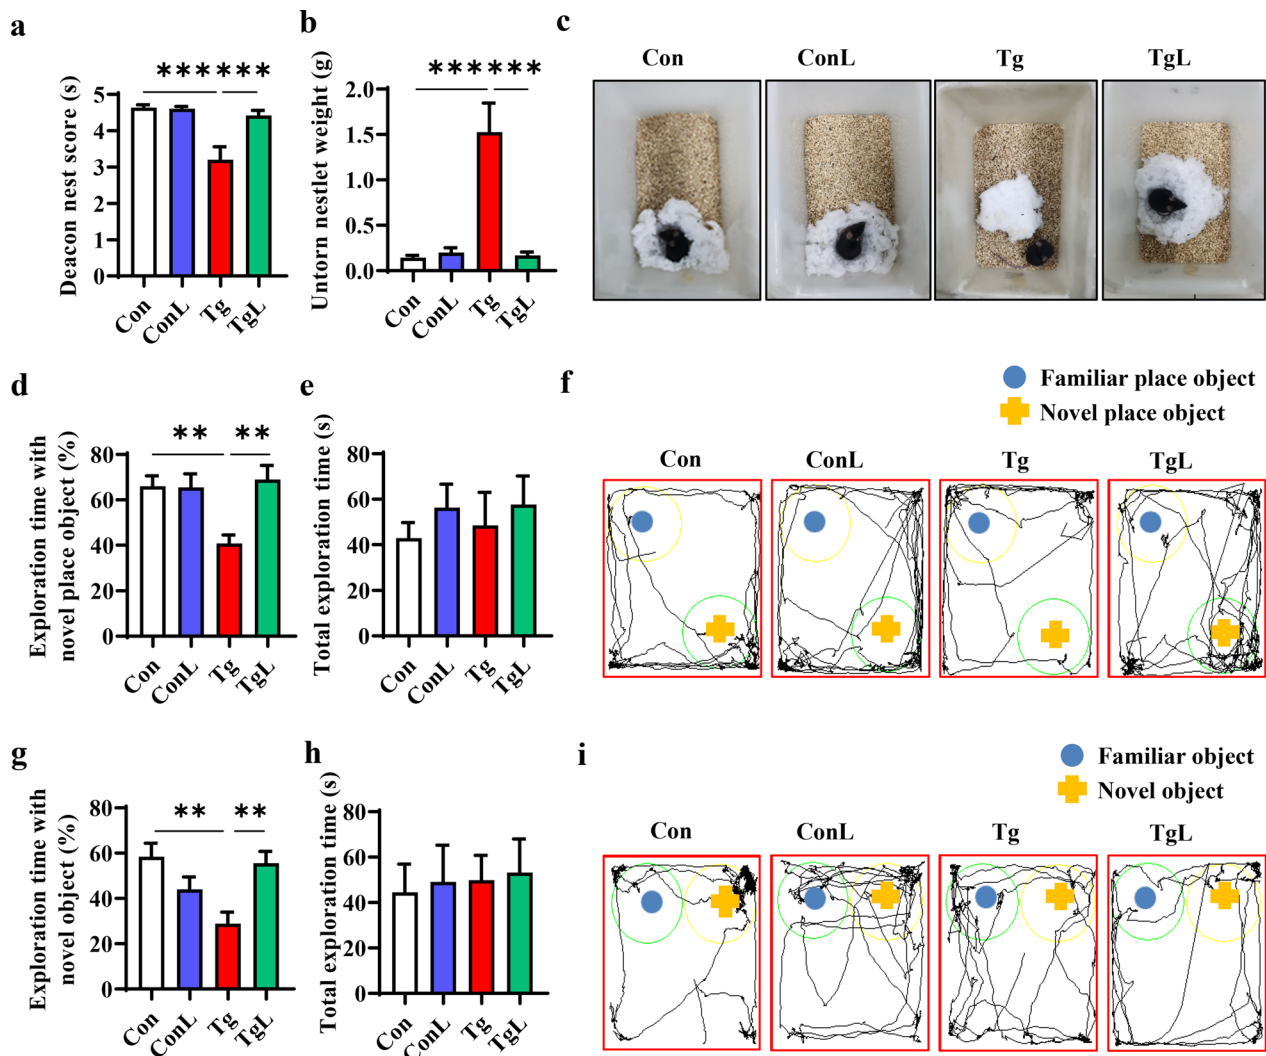 a
Deacon nest score (s)
5
4
3
2
1
0
******
Con
ConL
Tg
TgL
b
Untorn nestlet weight (g)
2.0
1.5
1.0
0.5
0.0
******
Con
ConL
Tg
TgL
c
Con
ConL
Tg
TgL
d
Exploration time with
novel place object (%)
80
60
40
20
0
**
**
Con
ConL
Tg
TgL
e
Total exploration time (s)
80
60
40
20
0
Con
ConL
Tg
TgL
f
Familiar place object
Novel place object
Con
ConL
Tg
TgL
g
Exploration time with
novel object (%)
80
60
40
20
0
**
**
Con
ConL
Tg
TgL
h
Total exploration time (s)
80
60
40
20
0
Con
ConL
Tg
TgL
i
Familiar object
Novel object
Con
ConL
Tg
TgL